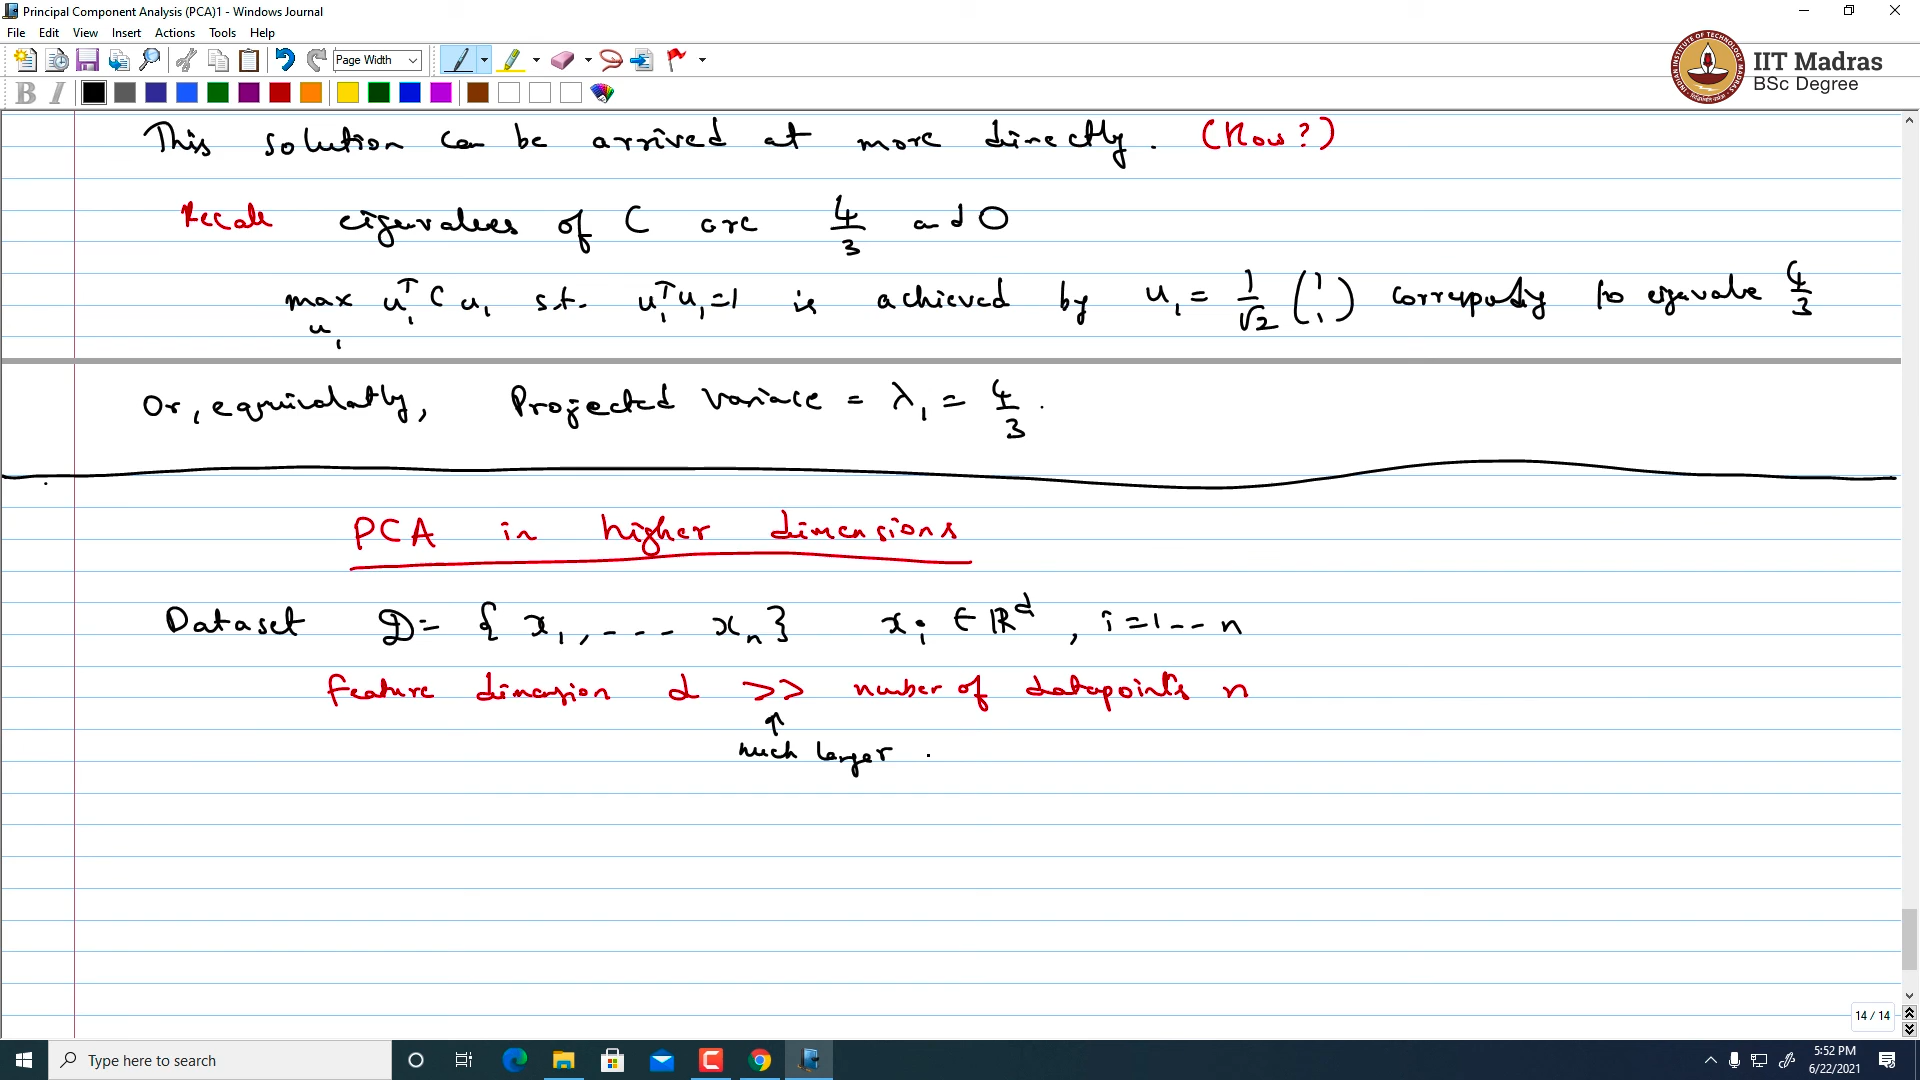 Principal Component Analysis (PCA)1 - Windows Journal
File Edit View Insert Actions Tools Help
Page Width
B I
IIT Madras
BSc Degree
This solution can be arrived at more directly. (How?)
Recall eigenvalues of C are 4/3 and 0
max u₁ᵀ C u₁ s.t. u₁ᵀu₁=1 is achieved by u₁ = 1/√2 (1 1) corresponding to eigenvalue 4/3
u₁
Or, equivalently, Projected variance = λ₁ = 4/3.
PCA in higher dimensions
Dataset D = { x₁, --- xₙ} xᵢ ∈ ℝᵈ, i=1-- n
Feature dimension d >> number of datapoints n
↑
much larger.
14 / 14
Type here to search
5:52 PM
6/22/2021